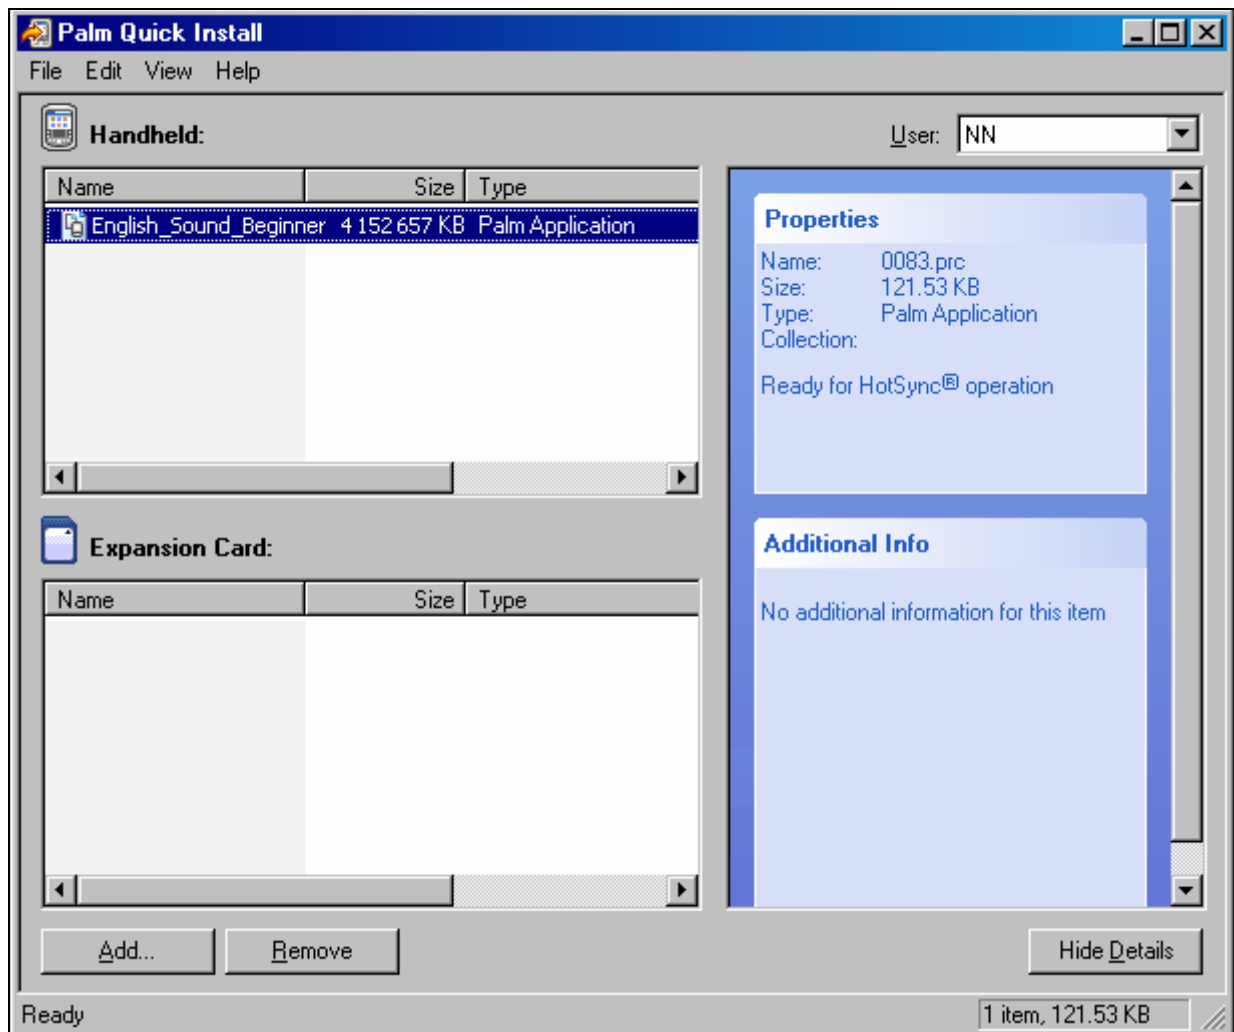 Palm Quick Install
File Edit View Help
Handheld:
User: NN
Name Size Type
English_Sound_Beginner 4 152 657 KB Palm Application
Properties
Name: 0083.prc
Size: 121.53 KB
Type: Palm Application
Collection:
Ready for HotSync® operation
Expansion Card:
Name Size Type
Additional Info
No additional information for this item
Add... Remove
Hide Details
Ready
1 item, 121.53 KB